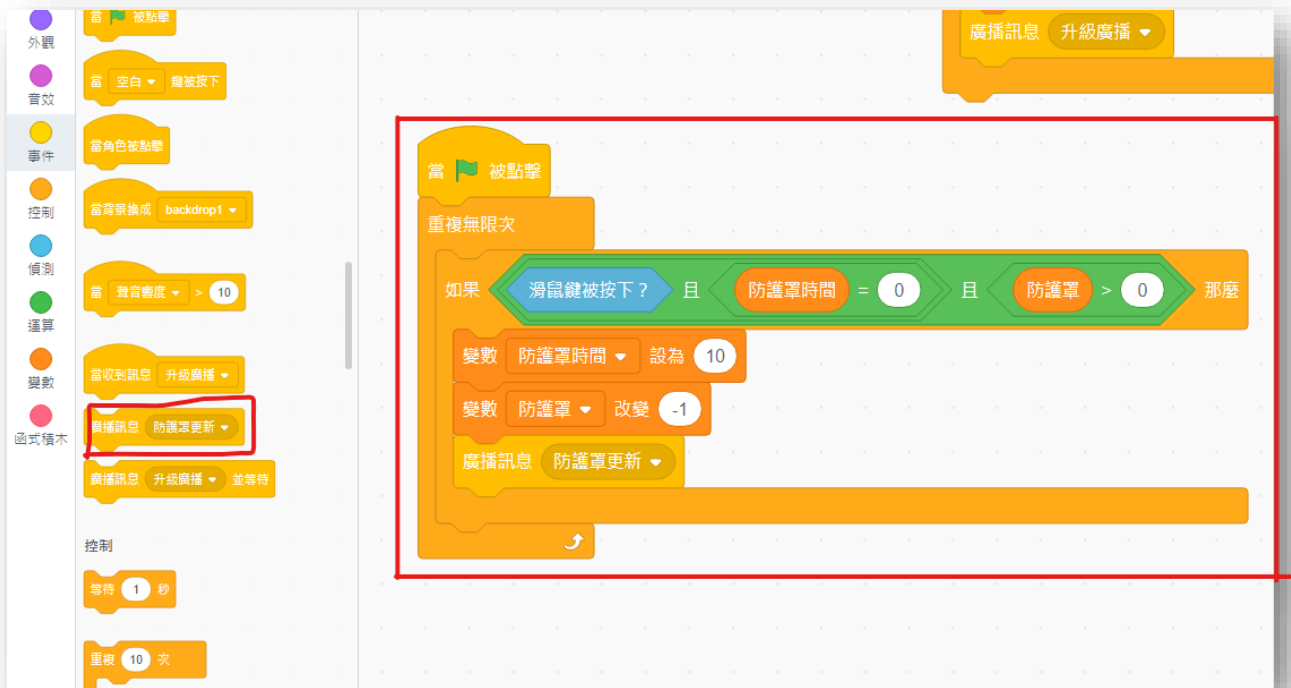 外觀
音效
事件
控制
偵測
運算
變數
函式積木
當 被點擊
當 空白 鍵被按下
當角色被點擊
當背景換成 backdrop1
當 聲音響度 > 10
當收到訊息 升級廣播
廣播訊息 防護罩更新
廣播訊息 升級廣播 並等待
控制
等待 1 秒
重複 10 次
廣播訊息 升級廣播
當 被點擊
重複無限次
如果 滑鼠鍵被按下？ 且 防護罩時間 = 0 且 防護罩 > 0 那麼
變數 防護罩時間 設為 10
變數 防護罩 改變 -1
廣播訊息 防護罩更新